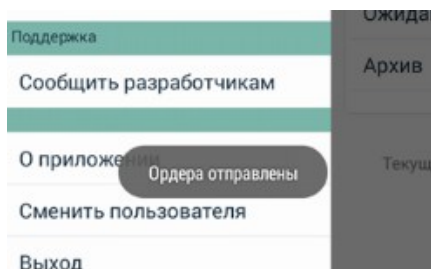 Поддержка
Сообщить разработчикам
О приложении
Ордера отправлены
Сменить пользователя
Выход
Архив